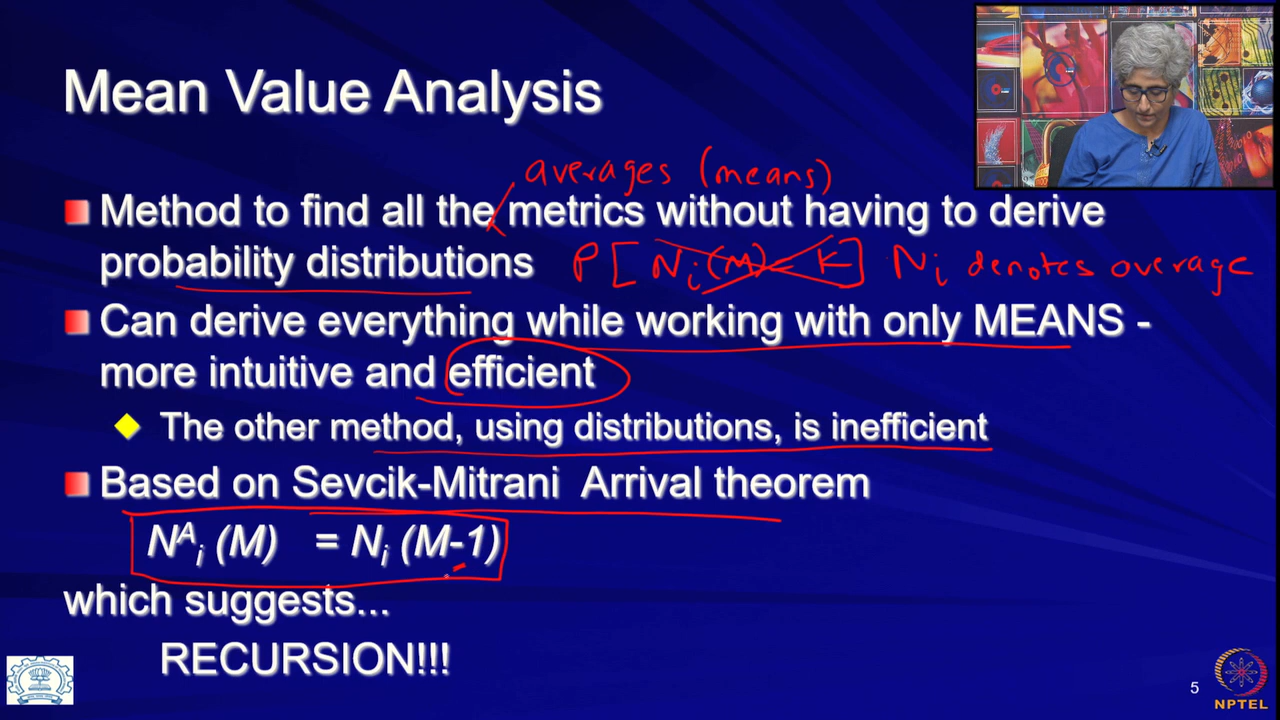 Mean Value Analysis
averages (means)
Method to find all the metrics without having to derive
probability distributions P[Ni(M)=K] Ni denotes average
Can derive everything while working with only MEANS -
more intuitive and efficient
The other method, using distributions, is inefficient
Based on Sevcik-Mitrani Arrival theorem
N^A_i (M) = N_i (M-1)
which suggests...
RECURSION!!!
5
NPTEL